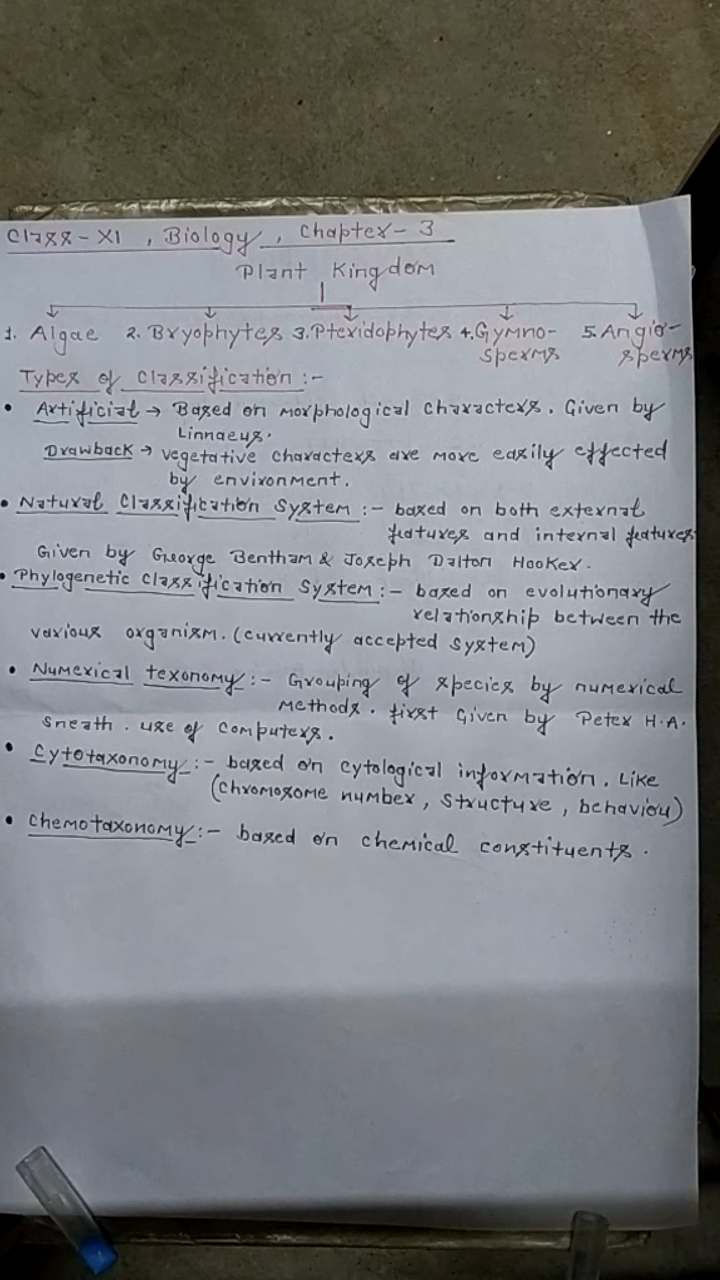 Class - XI , Biology , Chapter - 3
Plant Kingdom
1. Algae 2. Bryophytes 3. Pteridophytes 4. Gymno- 5. Angio-
sperms sperms
Types of Classification :-
• Artificial → Based on morphological characters. Given by
Linnaeus.
Drawback → vegetative characters are more easily effected
by environment.
• Natural Classification System :- based on both external
features and internal features
Given by George Bentham & Joseph Dalton Hooker.
• Phylogenetic Classification System :- based on evolutionary
relationship between the
various organism. (currently accepted system)
• Numerical texonomy :- Grouping of species by numerical
methods. first Given by Peter H.A.
Sneath. use of computers.
• Cytotaxonomy :- based on cytological information. Like
(chromosome number, structure, behaviou)
• Chemotaxonomy :- based on chemical constituents.